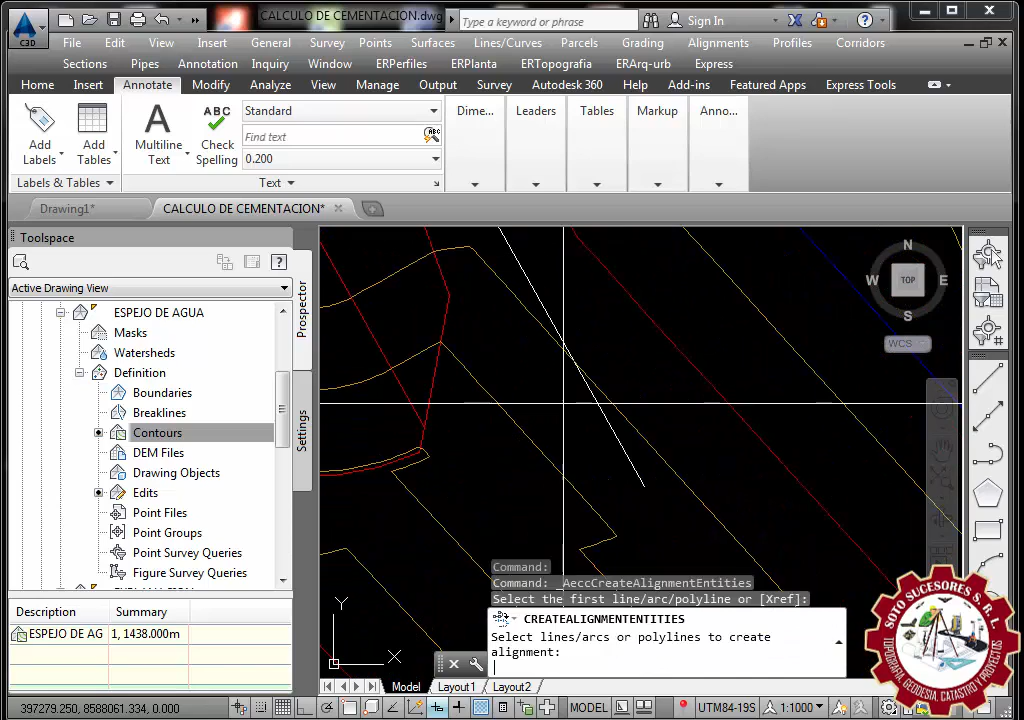 CALCULO DE CEMENTACION.dwg
Type a keyword or phrase
Sign In
C3D
File Edit View Insert General Survey Points Surfaces Lines/Curves Parcels Grading Alignments Profiles Corridors
Sections Pipes Annotation Inquiry Window ERPerfiles ERPlanta ERTopografia ERArq-urb Express
Home Insert Annotate Modify Analyze View Manage Output Survey Autodesk 360 Help Add-ins Featured Apps Express Tools
Add Labels
Add Tables
Multiline Text
ABC
Check Spelling
Standard
Find text
ABC
0.200
Dime...
Leaders
Tables
Markup
Anno...
Labels & Tables
Text
Drawing1*
CALCULO DE CEMENTACION*
Toolspace
Active Drawing View
Prospector
Settings
ESPEJO DE AGUA
Masks
Watersheds
Definition
Boundaries
Breaklines
Contours
DEM Files
Drawing Objects
Edits
Point Files
Point Groups
Point Survey Queries
Figure Survey Queries
Description Summary
ESPEJO DE AG 1, 1438.000m
N
W
TOP
E
S
WCS
Y
X
Command:
Command: _AeccCreateAlignmentEntities
Select the first line/arc/polyline or [Xref]:
CREATEALIGNMENTENTITIES
Select lines/arcs or polylines to create
alignment:
Model Layout1 Layout2
397279.250, 8588061.334, 0.000
MODEL
UTM84-19S
1:1000
SOTO SUCESORES S.R.L.
TOPOGRAFIA, GEODESIA, CATASTRO Y PROYECTOS